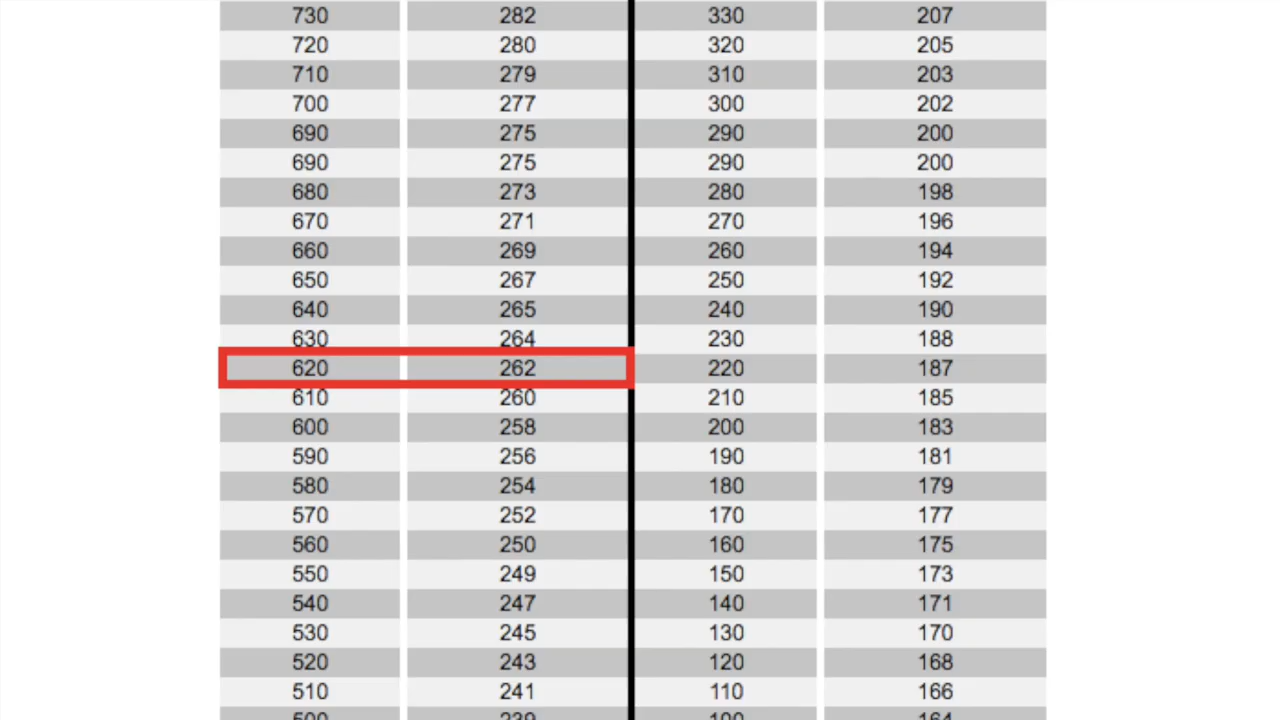 730 282 330 207
720 280 320 205
710 279 310 203
700 277 300 202
690 275 290 200
690 275 290 200
680 273 280 198
670 271 270 196
660 269 260 194
650 267 250 192
640 265 240 190
630 264 230 188
620 262 220 187
610 260 210 185
600 258 200 183
590 256 190 181
580 254 180 179
570 252 170 177
560 250 160 175
550 249 150 173
540 247 140 171
530 245 130 170
520 243 120 168
510 241 110 166
500 239 100 164